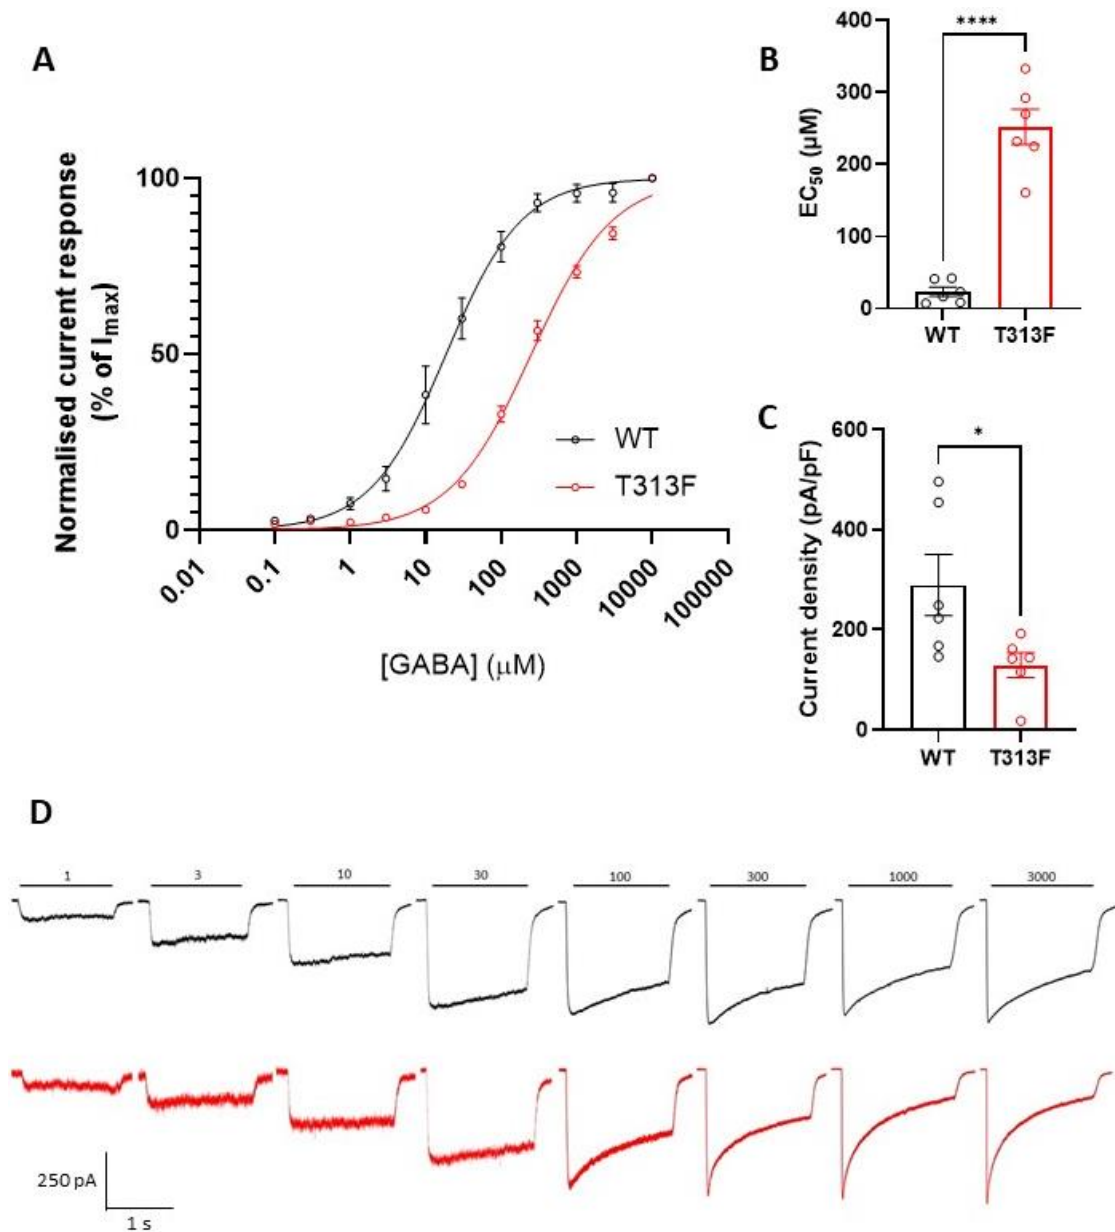 A
Normalised current response
(% of Imax)
100
50
0
0.01
0.1
1
10
100
1000
10000
100000
[GABA] (µM)
WT
T313F
B
EC50 (µM)
400
300
200
100
0
****
WT
T313F
C
Current density (pA/pF)
600
400
200
0
*
WT
T313F
D
1
3
10
30
100
300
1000
3000
250 pA
1 s